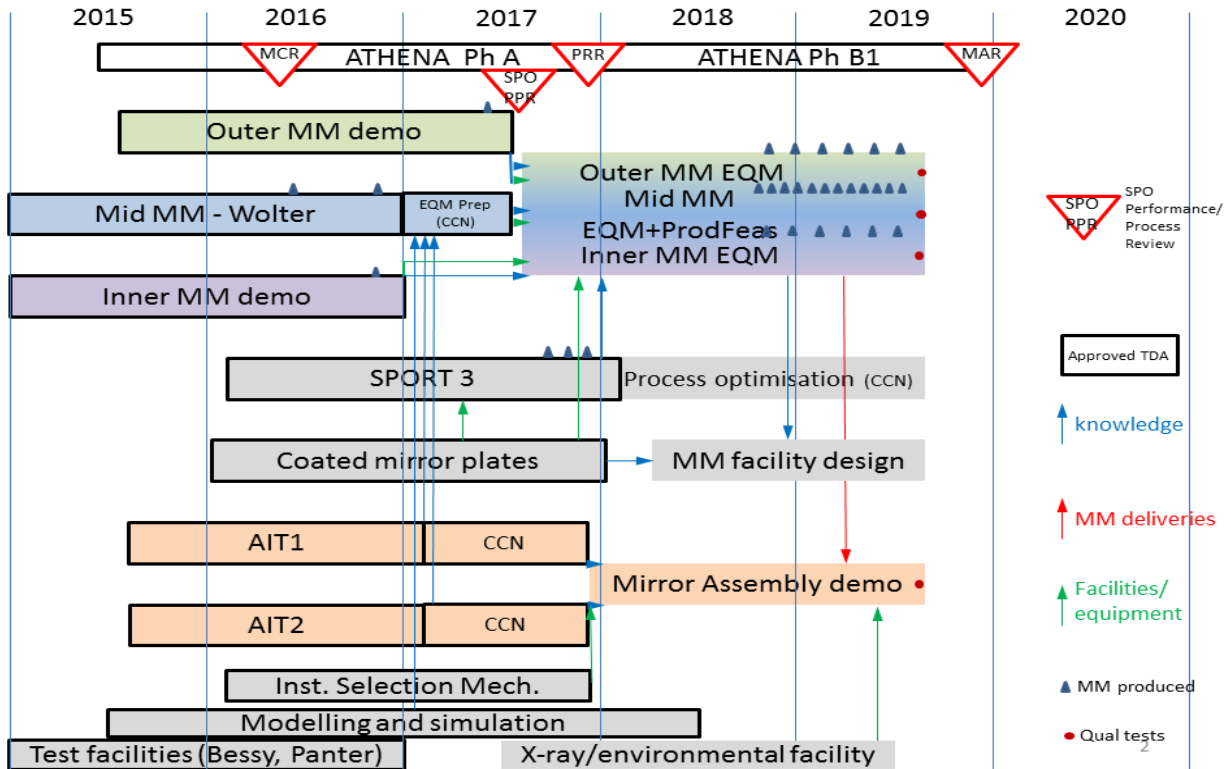 2015 2016 2017 2018 2019 2020
MCR ATHENA Ph A PRR ATHENA Ph B1 MAR
SPO
PPR
Outer MM demo
Outer MM EQM
Mid MM
EQM+ProdFeas
Inner MM EQM
Mid MM - Wolter
EQM Prep
(CCN)
Inner MM demo
SPO
PPR
SPO
Performance/
Process
Review
SPORT 3
Process optimisation (CCN)
Approved TDA
Coated mirror plates
MM facility design
knowledge
AIT1 CCN
Mirror Assembly demo
MM deliveries
AIT2 CCN
Facilities/
equipment
Inst. Selection Mech.
MM produced
Modelling and simulation
Test facilities (Bessy, Panter)
X-ray/environmental facility
Qual tests
2